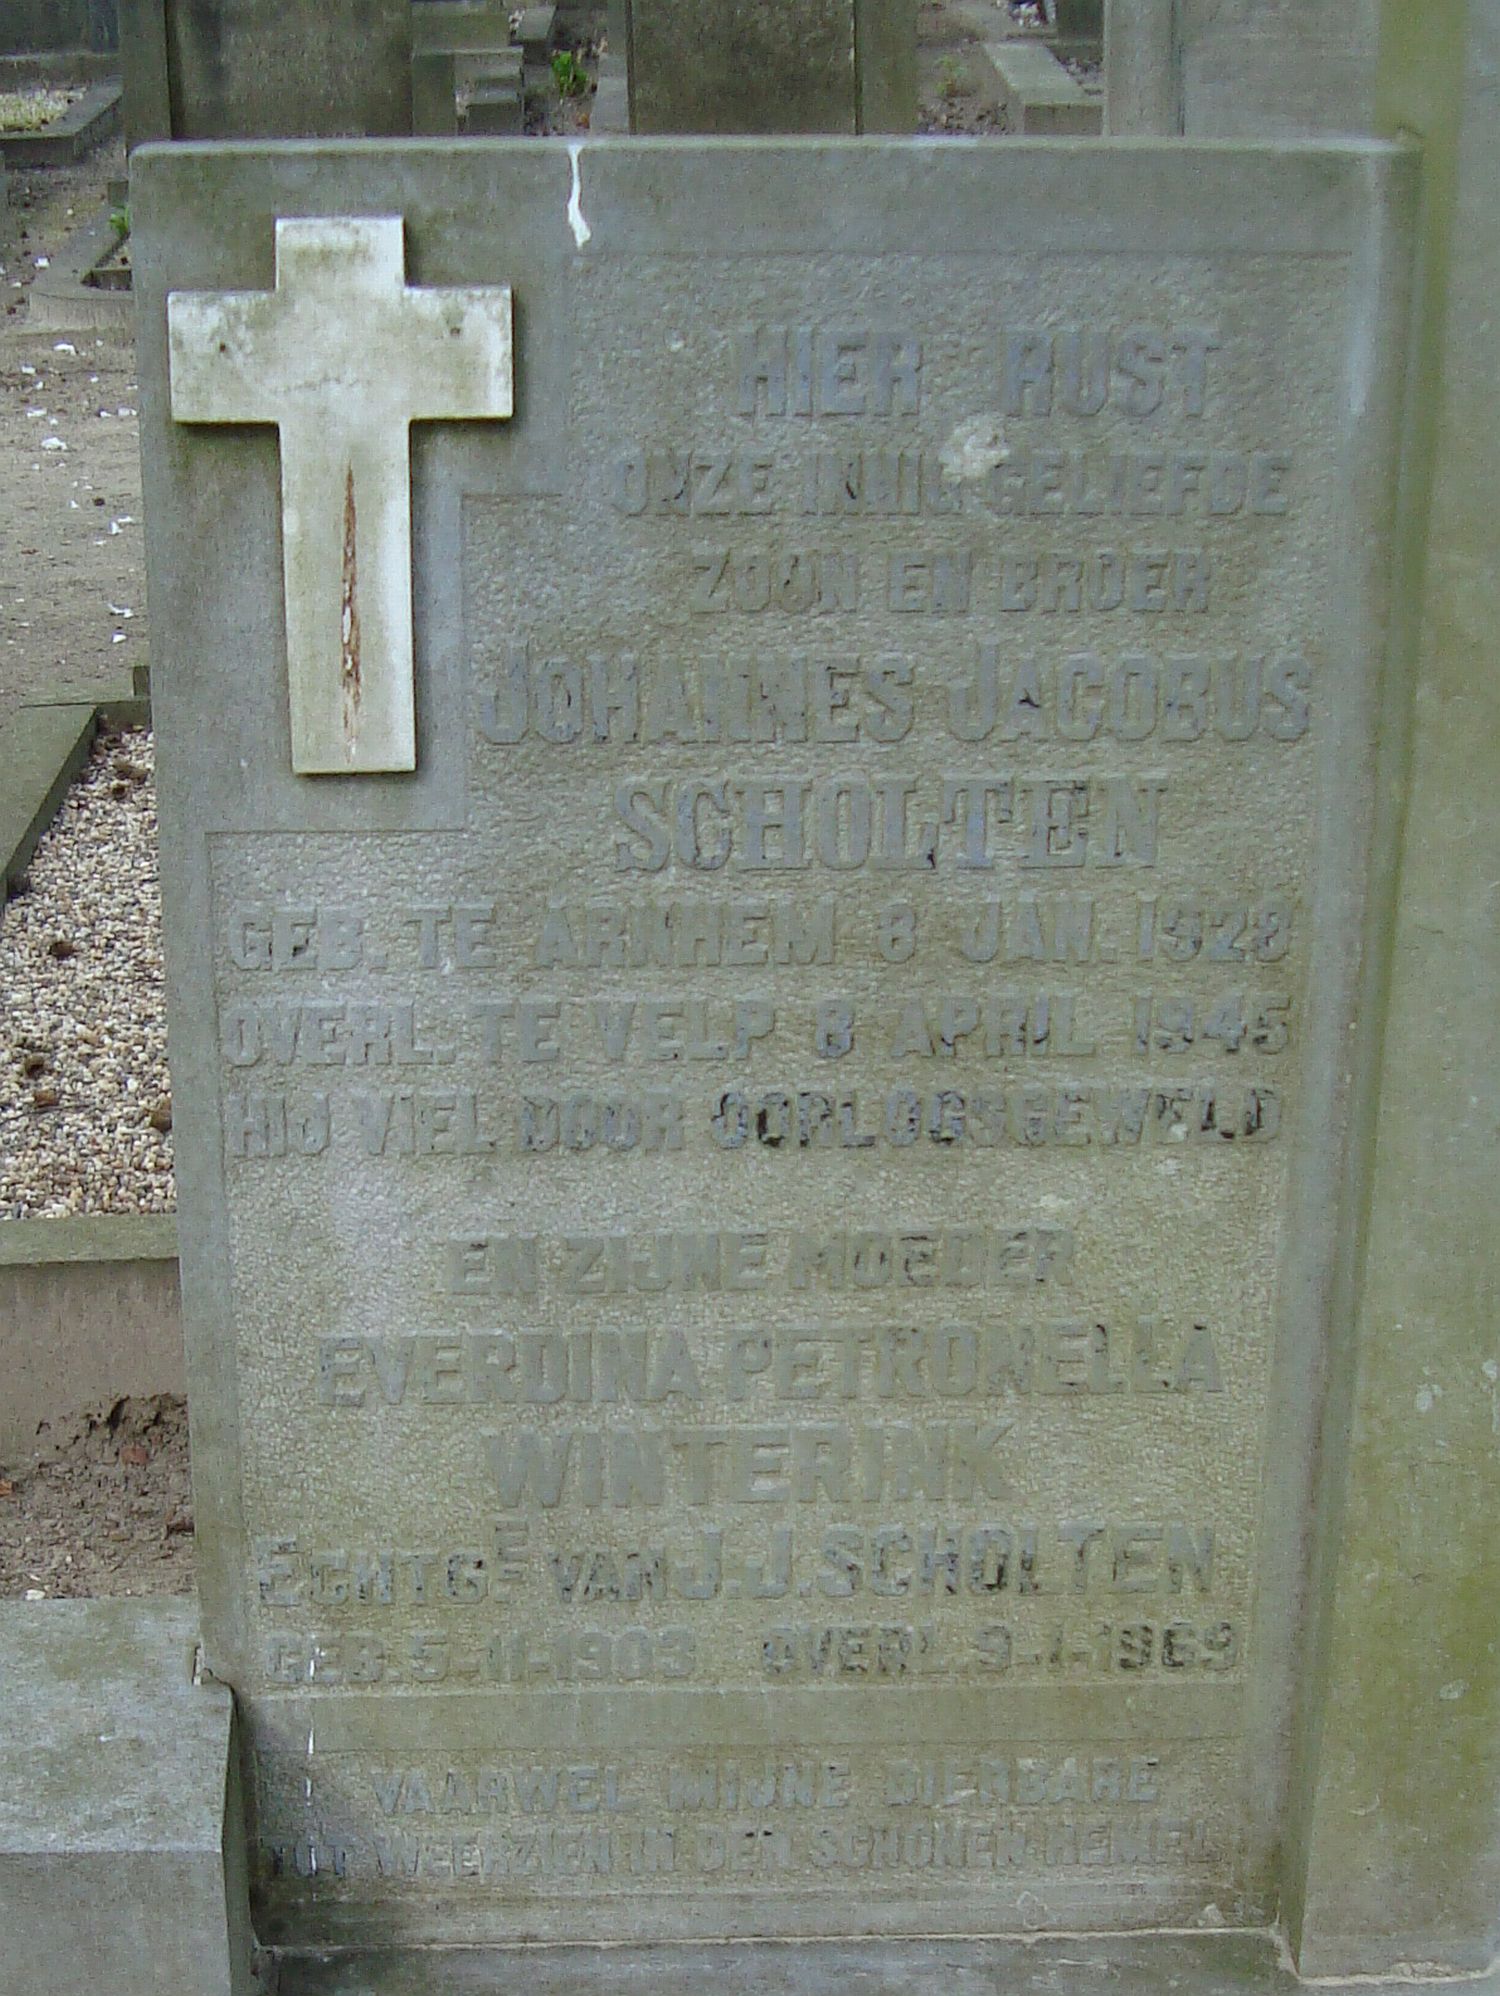 HIER RUST
ONZE INNIG GELIEFDE
ZOON EN BROER
JOHANNES JACOBUS
SCHOLTEN
GEB. TE ARNHEM 8 JAN. 1928
OVERL. TE VELP 8 APRIL 1945
HIJ VIEL DOOR OORLOGSGEWELD
EN ZIJNE MOEDER
EVERDINA PETRONELLA
WINTERINK
ECHTGE VAN J.J. SCHOLTEN
GEB. 5-11-1903 OVERL. 9-1-1969
VAARWEL MIJNE DIERBARE
TOT WEERZIEN IN DEN SCHONEN HEMEL